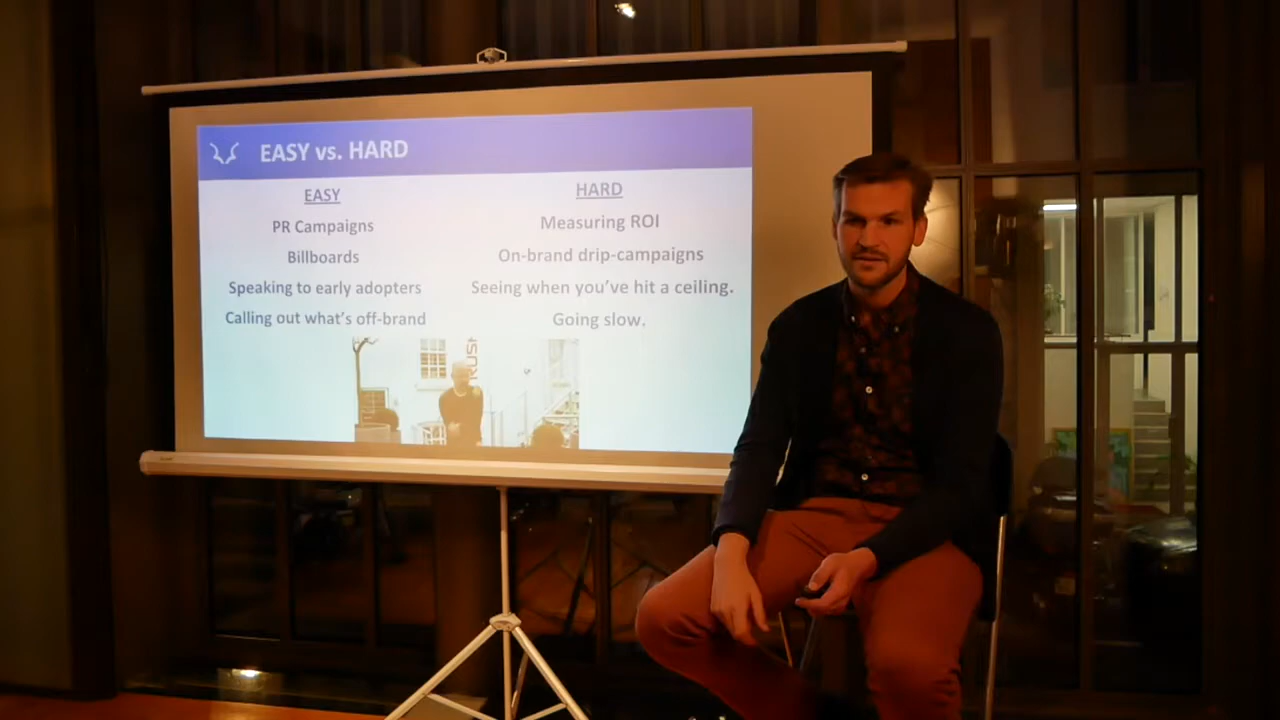 EASY vs. HARD
EASY
HARD
PR Campaigns
Measuring ROI
Billboards
On-brand drip-campaigns
Speaking to early adopters
Seeing when you've hit a ceiling.
Calling out what's off-brand
Going slow.